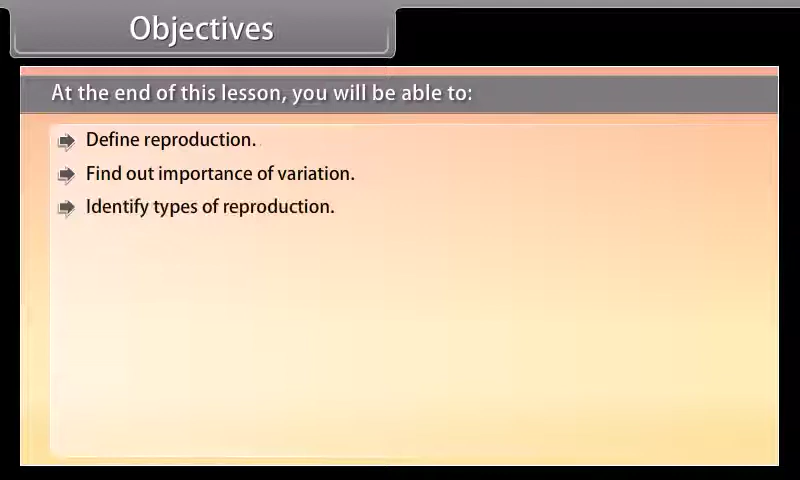 Objectives
At the end of this lesson, you will be able to:
Define reproduction.
Find out importance of variation.
Identify types of reproduction.